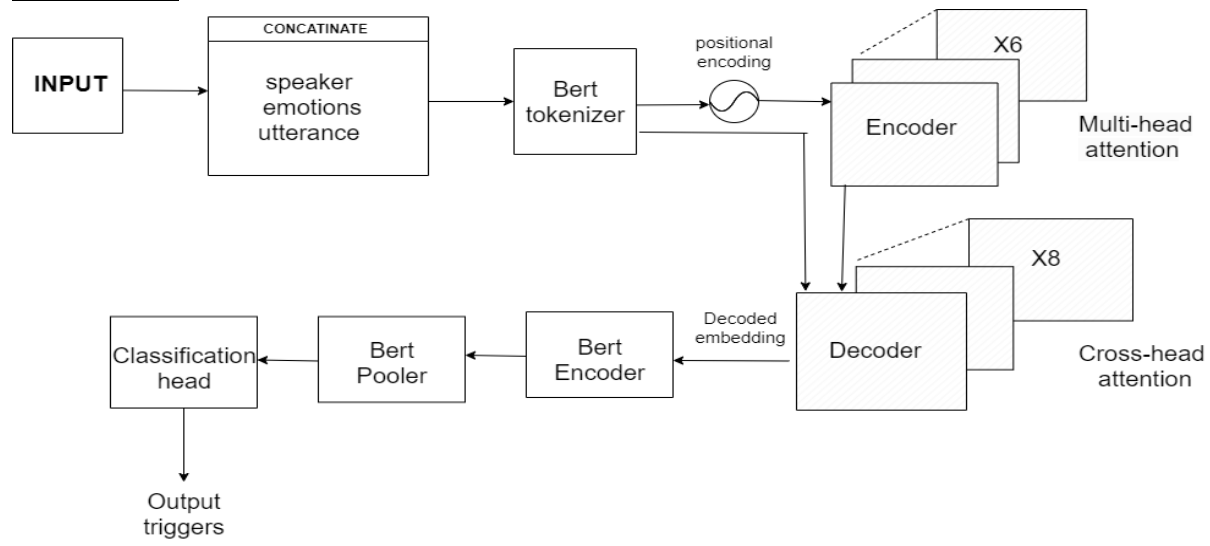 INPUT
CONCATINATE
speaker
emotions
utterance
Bert
tokenizer
positional
encoding
X6
Encoder
Multi-head
attention
X8
Decoder
Cross-head
attention
Decoded
embedding
Bert
Encoder
Bert
Pooler
Classification
head
Output
triggers